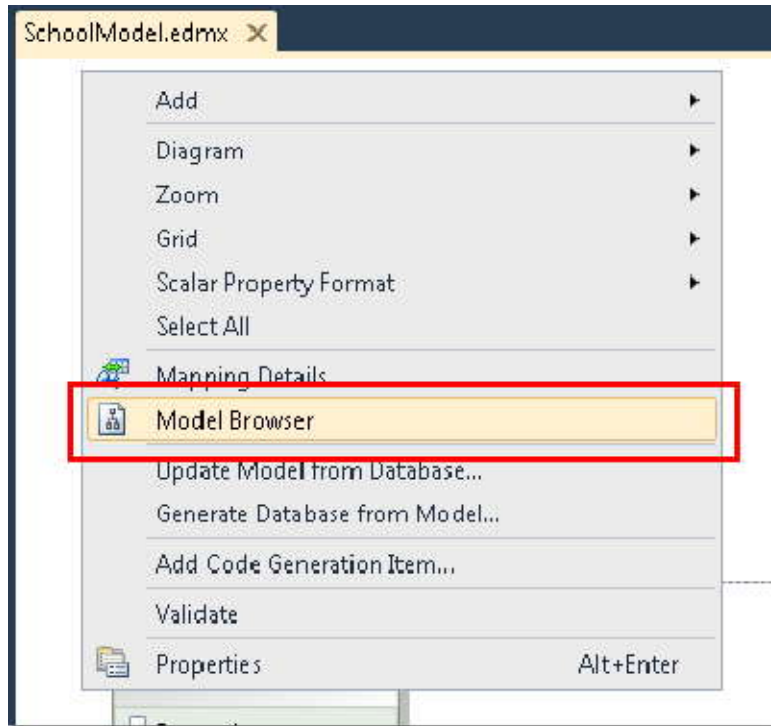 SchoolModel.edmx
Add
Diagram
Zoom
Grid
Scalar Property Format
Select All
Mapping Details
Model Browser
Update Model from Database...
Generate Database from Model...
Add Code Generation Item...
Validate
Properties Alt+Enter